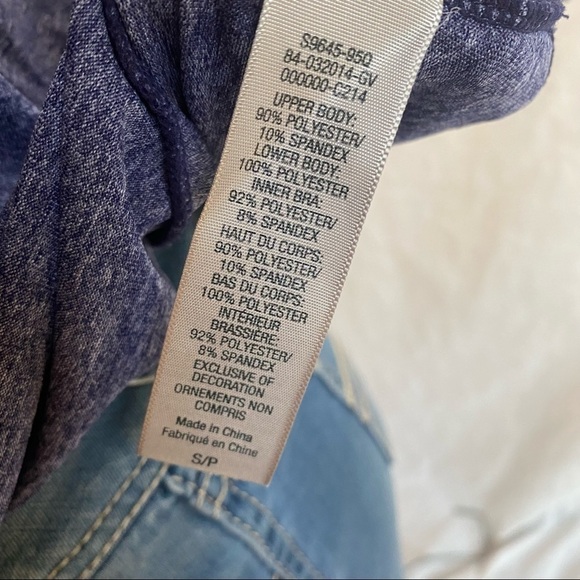 S9645-95Q
84-032014-GV
000000-C214
UPPER BODY:
90% POLYESTER/
10% SPANDEX
LOWER BODY:
100% POLYESTER
INNER BRA:
92% POLYESTER/
8% SPANDEX
HAUT DU CORPS:
90% POLYESTER/
10% SPANDEX
BAS DU CORPS:
100% POLYESTER
INTÉRIEUR
BRASSIÈRE:
92% POLYESTER/
8% SPANDEX
EXCLUSIVE OF
DECORATION
ORNEMENTS NON
COMPRIS
Made in China
Fabriqué en Chine
S/P